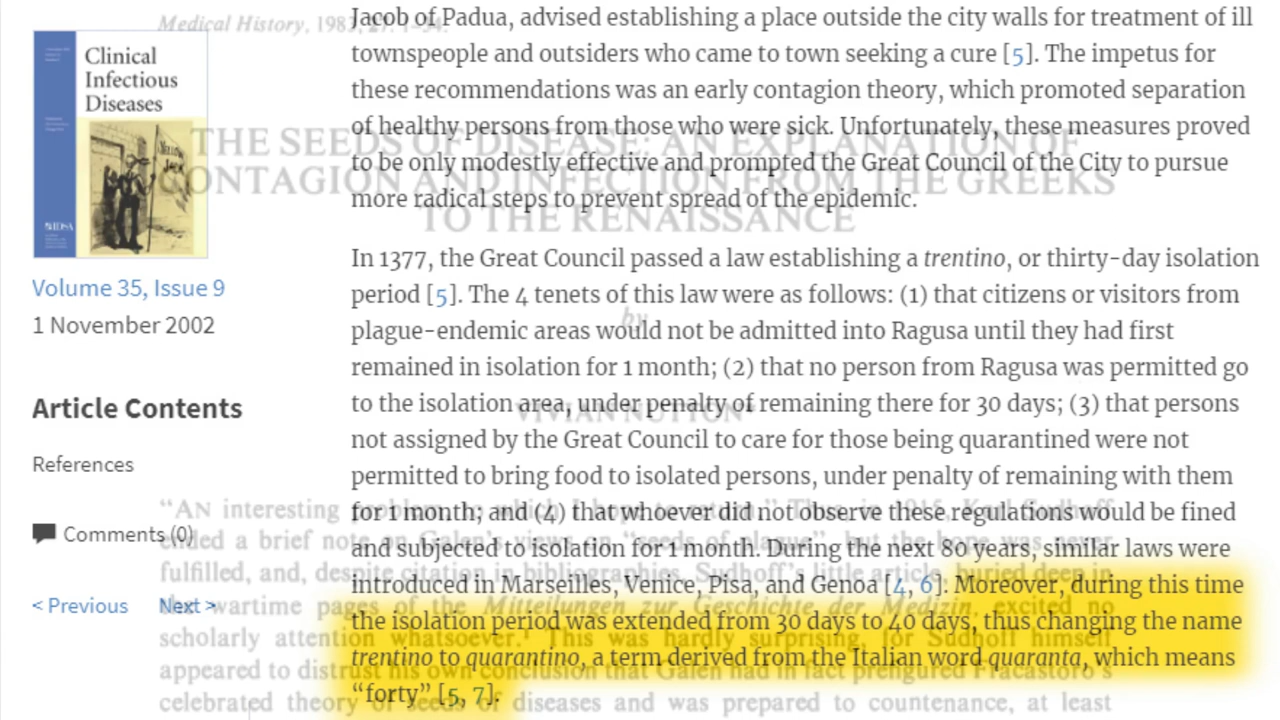 Medical History, 1983, 27: 1-34.
Clinical
Infectious
Diseases
IDSA
Volume 35, Issue 9
1 November 2002
Article Contents
References
Comments (0)
< Previous Next >
Jacob of Padua, advised establishing a place outside the city walls for treatment of ill
townspeople and outsiders who came to town seeking a cure [5]. The impetus for
these recommendations was an early contagion theory, which promoted separation
of healthy persons from those who were sick. Unfortunately, these measures proved
to be only modestly effective and prompted the Great Council of the City to pursue
more radical steps to prevent spread of the epidemic.
In 1377, the Great Council passed a law establishing a trentino, or thirty-day isolation
period [5]. The 4 tenets of this law were as follows: (1) that citizens or visitors from
plague-endemic areas would not be admitted into Ragusa until they had first
remained in isolation for 1 month; (2) that no person from Ragusa was permitted go
to the isolation area, under penalty of remaining there for 30 days; (3) that persons
not assigned by the Great Council to care for those being quarantined were not
permitted to bring food to isolated persons, under penalty of remaining with them
for 1 month; and (4) that whoever did not observe these regulations would be fined
and subjected to isolation for 1 month. During the next 80 years, similar laws were
introduced in Marseilles, Venice, Pisa, and Genoa [4, 6]. Moreover, during this time
the isolation period was extended from 30 days to 40 days, thus changing the name
trentino to quarantino, a term derived from the Italian word quaranta, which means
“forty” [5, 7].
THE SEEDS OF DISEASE: AN EXPLANATION OF
CONTAGION AND INFECTION FROM THE GREEKS
TO THE RENAISSANCE
by
VIVIAN NUTTON*
“AN interesting problem, to which I hope to return.” Thus, in 1916, Karl Sudhoff
ended a brief note on Galen's views on “seeds of plague”, but the hope was never
fulfilled, and, despite citation in bibliographies, Sudhoff's little article, buried deep in
the wartime pages of the Mitteilungen zur Geschichte der Medizin, excited no
scholarly attention whatsoever.¹ This was hardly surprising, for Sudhoff himself
appeared to distrust his own conclusion that Galen had in fact prefigured Fracastoro's
celebrated theory of seeds of diseases and was prepared to countenance, at least